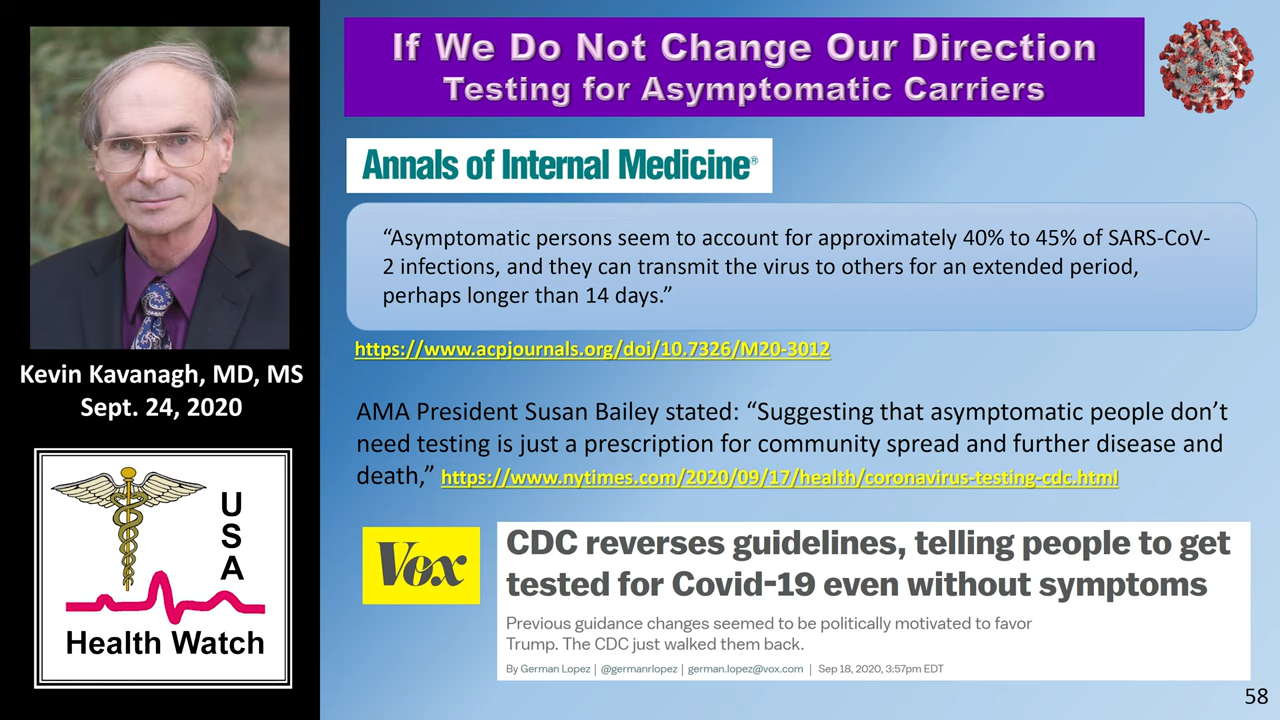 If We Do Not Change Our Direction
Testing for Asymptomatic Carriers
Annals of Internal Medicine®
“Asymptomatic persons seem to account for approximately 40% to 45% of SARS-CoV-
2 infections, and they can transmit the virus to others for an extended period,
perhaps longer than 14 days.”
https://www.acpjournals.org/doi/10.7326/M20-3012
Kevin Kavanagh, MD, MS
Sept. 24, 2020
AMA President Susan Bailey stated: “Suggesting that asymptomatic people don’t
need testing is just a prescription for community spread and further disease and
death,” https://www.nytimes.com/2020/09/17/health/coronavirus-testing-cdc.html
U
S
A
Health Watch
Vox
CDC reverses guidelines, telling people to get
tested for Covid-19 even without symptoms
Previous guidance changes seemed to be politically motivated to favor
Trump. The CDC just walked them back.
By German Lopez | @germanrlopez | german.lopez@vox.com | Sep 18, 2020, 3:57pm EDT
58